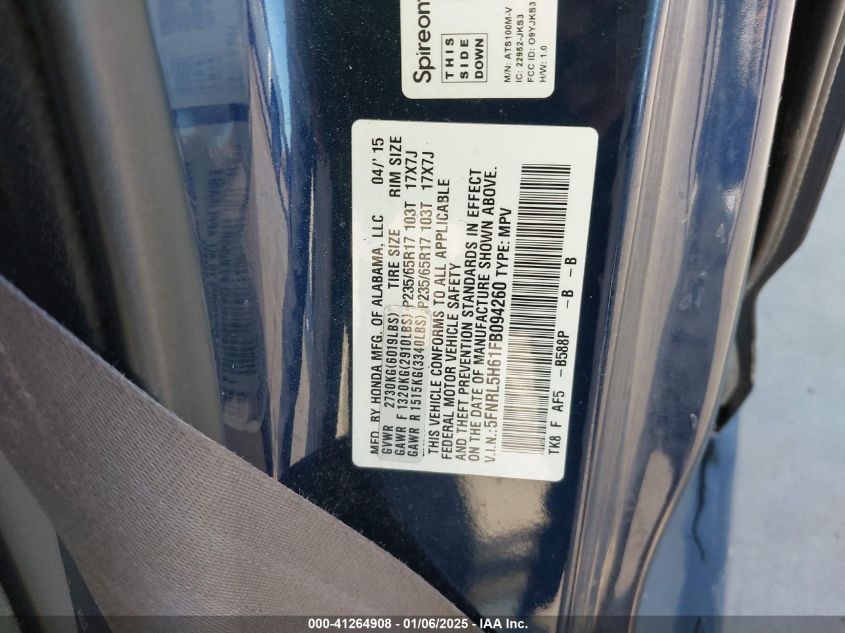 Spireon
THIS
SIDE
DOWN
M/N: ATS100M-V
IC: 22952-JKS3
FCC ID: O9YJKS3
H/W: 1.0
MFD. BY HONDA MFG. OF ALABAMA, LLC 04/'15
GVWR 2730KG(6019LBS) TIRE SIZE RIM SIZE
GAWR F 1320KG(2910LBS) P235/65R17 103T 17X7J
GAWR R 1515KG(3340LBS) P235/65R17 103T 17X7J
THIS VEHICLE CONFORMS TO ALL APPLICABLE
FEDERAL MOTOR VEHICLE SAFETY
AND THEFT PREVENTION STANDARDS IN EFFECT
ON THE DATE OF MANUFACTURE SHOWN ABOVE.
V.I.N.:5FNRL5H61FB094260 TYPE: MPV
TK8 F AF5 -B588P -B -B
000-41264908 - 01/06/2025 - IAA Inc.